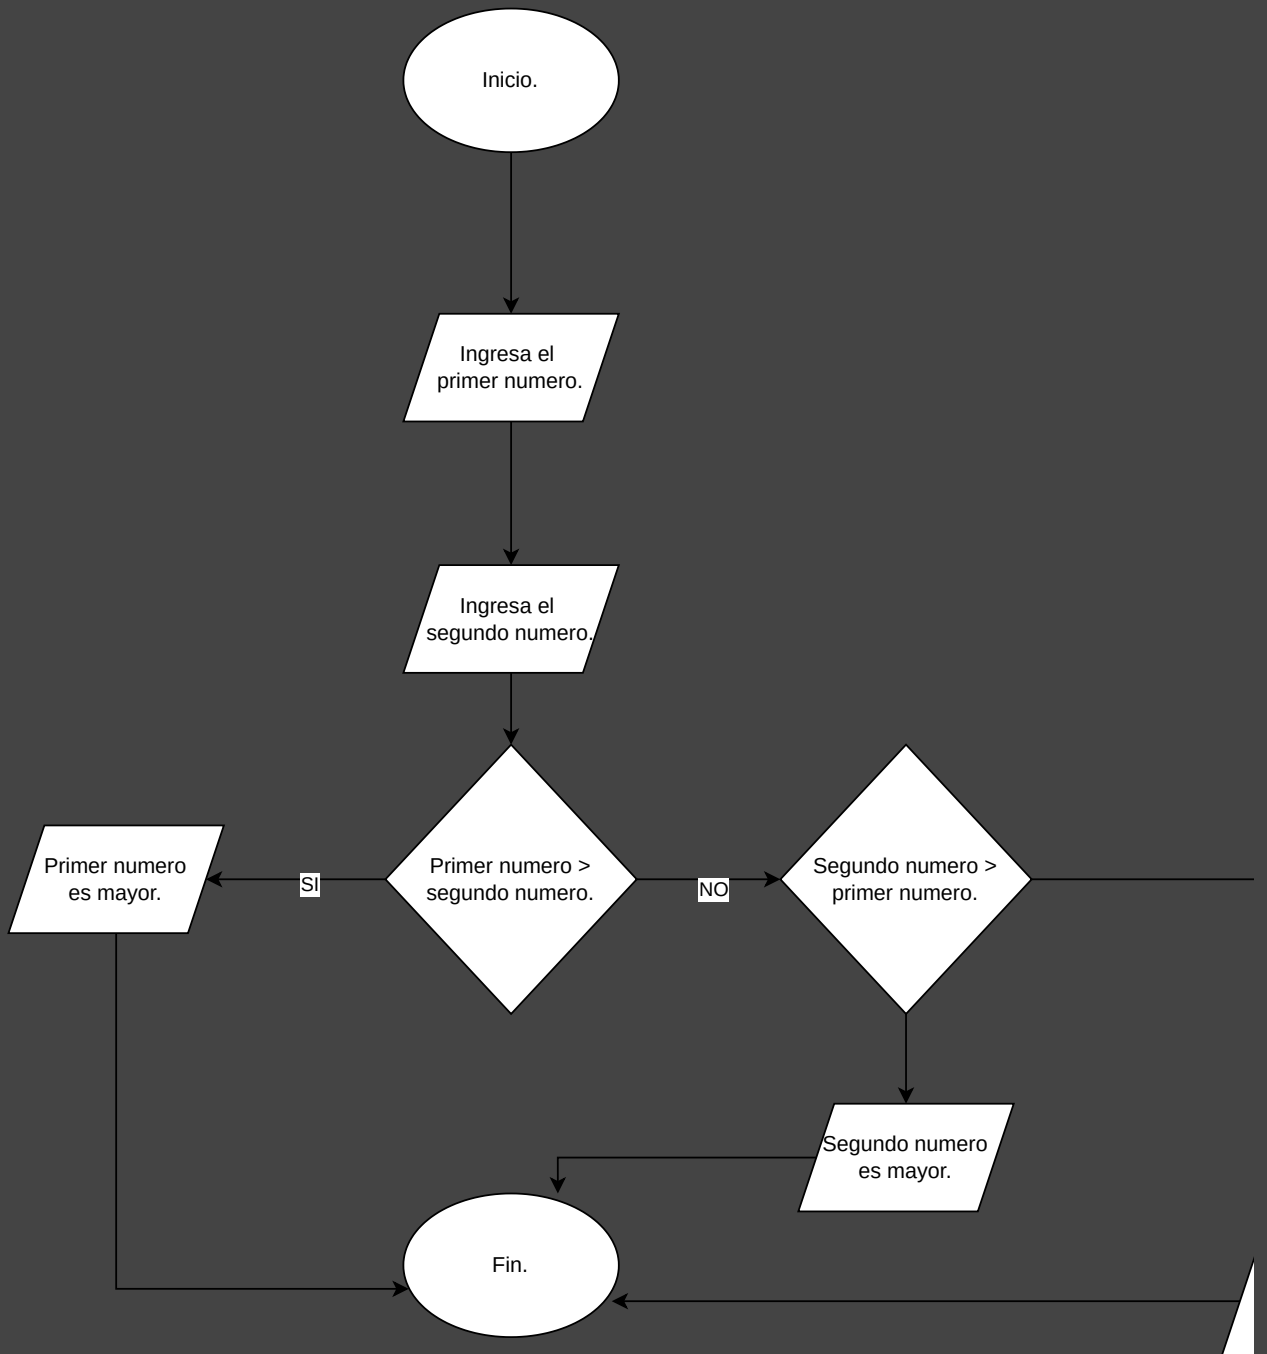 Inicio.
Ingresa el
primer numero.
Ingresa el
segundo numero.
Primer numero
es mayor.
SI
Primer numero >
segundo numero.
NO
Segundo numero >
primer numero.
Segundo numero
es mayor.
Fin.